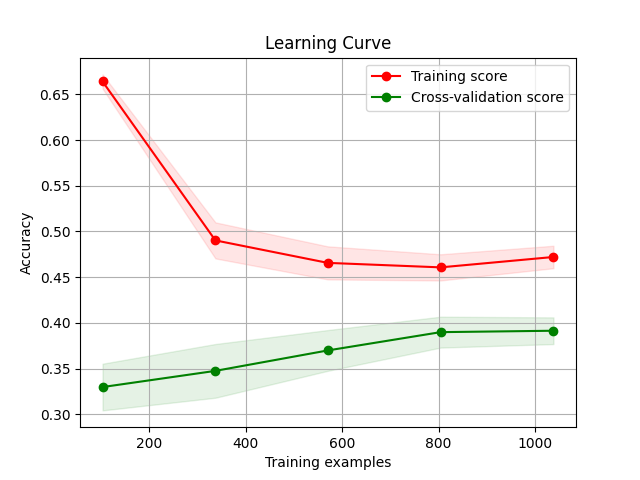 Learning Curve
Training score
Cross-validation score
Accuracy
0.65
0.60
0.55
0.50
0.45
0.40
0.35
0.30
200 400 600 800 1000
Training examples